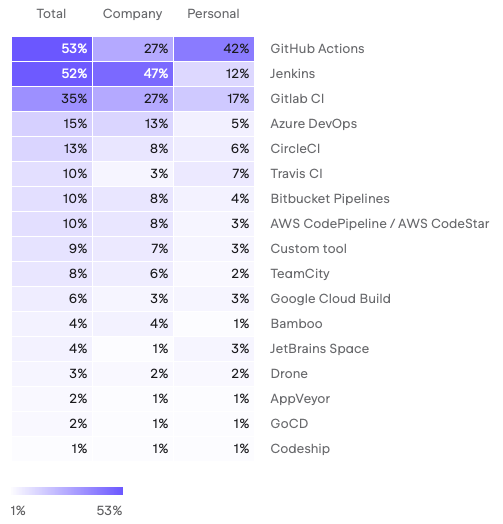 Total Company Personal
53% 27% 42% GitHub Actions
52% 47% 12% Jenkins
35% 27% 17% Gitlab CI
15% 13% 5% Azure DevOps
13% 8% 6% CircleCI
10% 3% 7% Travis CI
10% 8% 4% Bitbucket Pipelines
10% 8% 3% AWS CodePipeline / AWS CodeStar
9% 7% 3% Custom tool
8% 6% 2% TeamCity
6% 3% 3% Google Cloud Build
4% 4% 1% Bamboo
4% 1% 3% JetBrains Space
3% 2% 2% Drone
2% 1% 1% AppVeyor
2% 1% 1% GoCD
1% 1% 1% Codeship
1% 53%